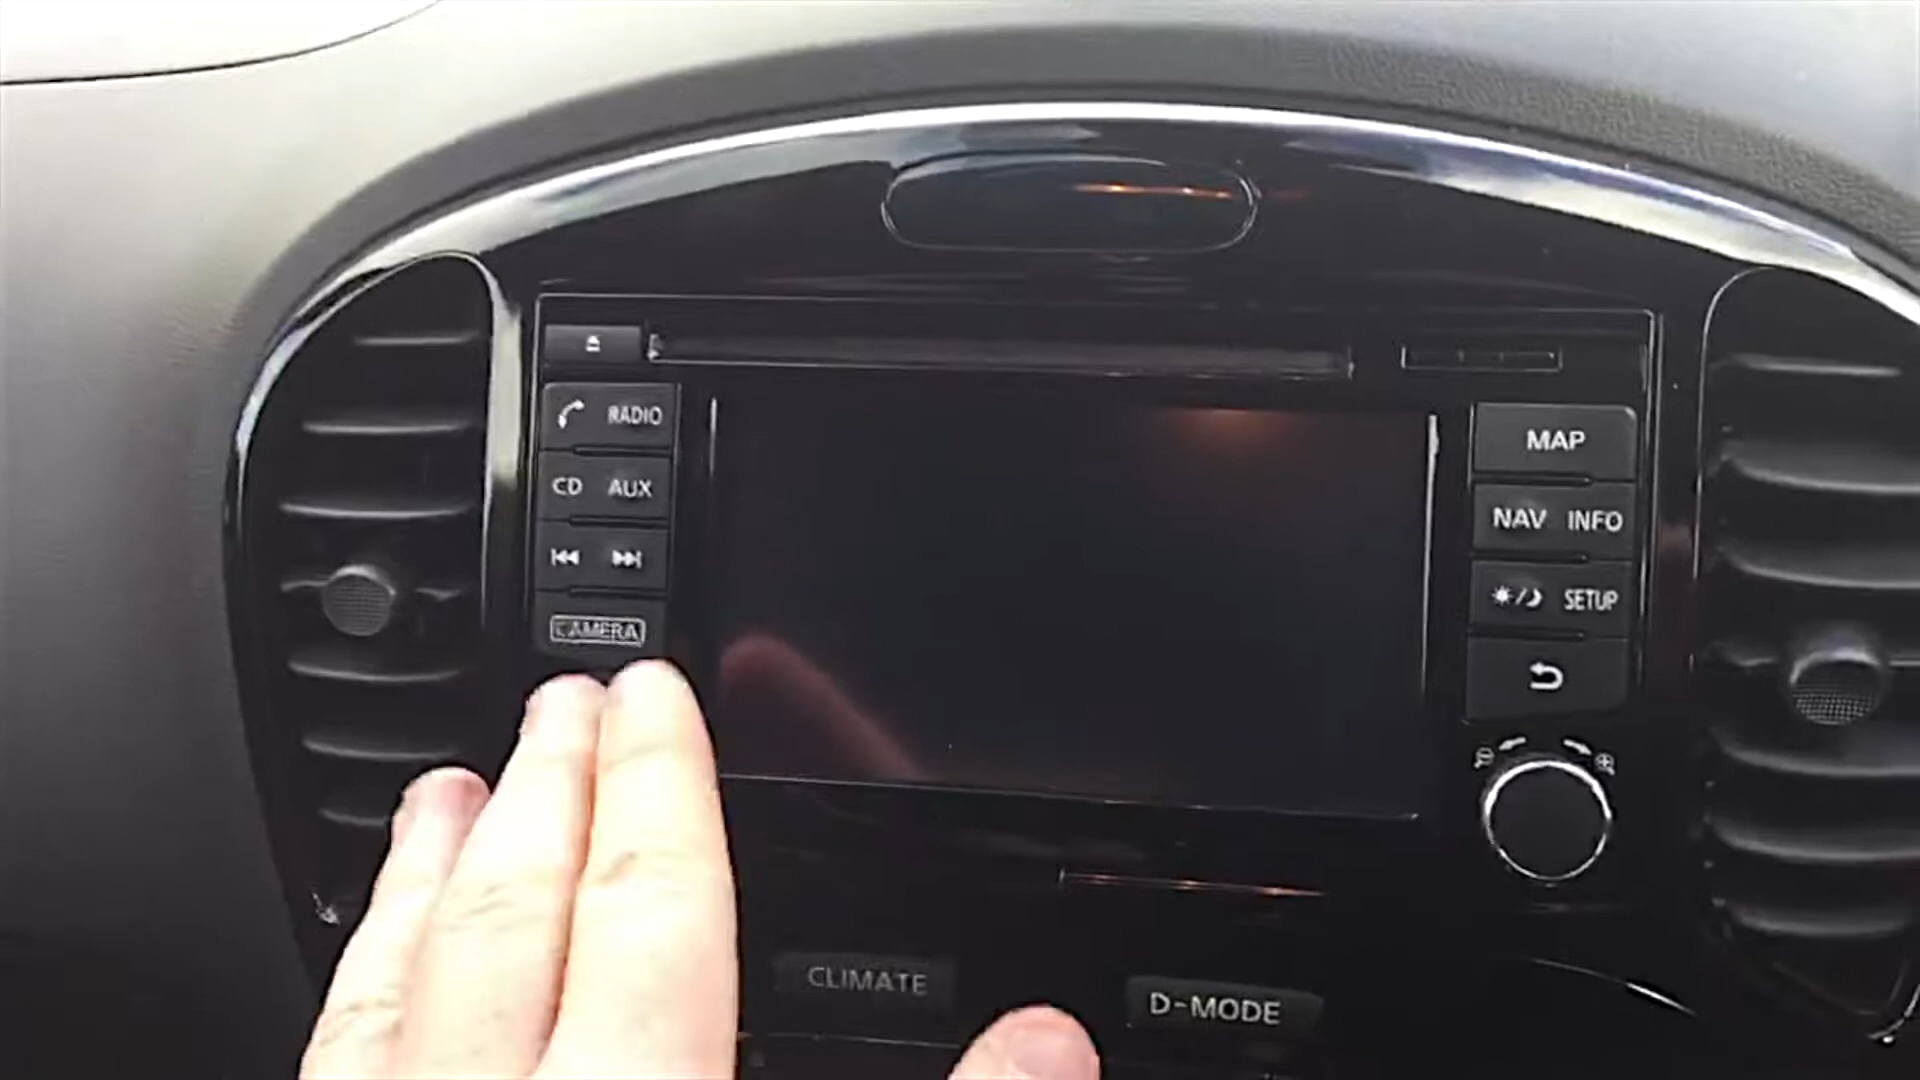 RADIO
CD AUX
CAMERA
MAP
NAV INFO
SETUP
CLIMATE
D-MODE